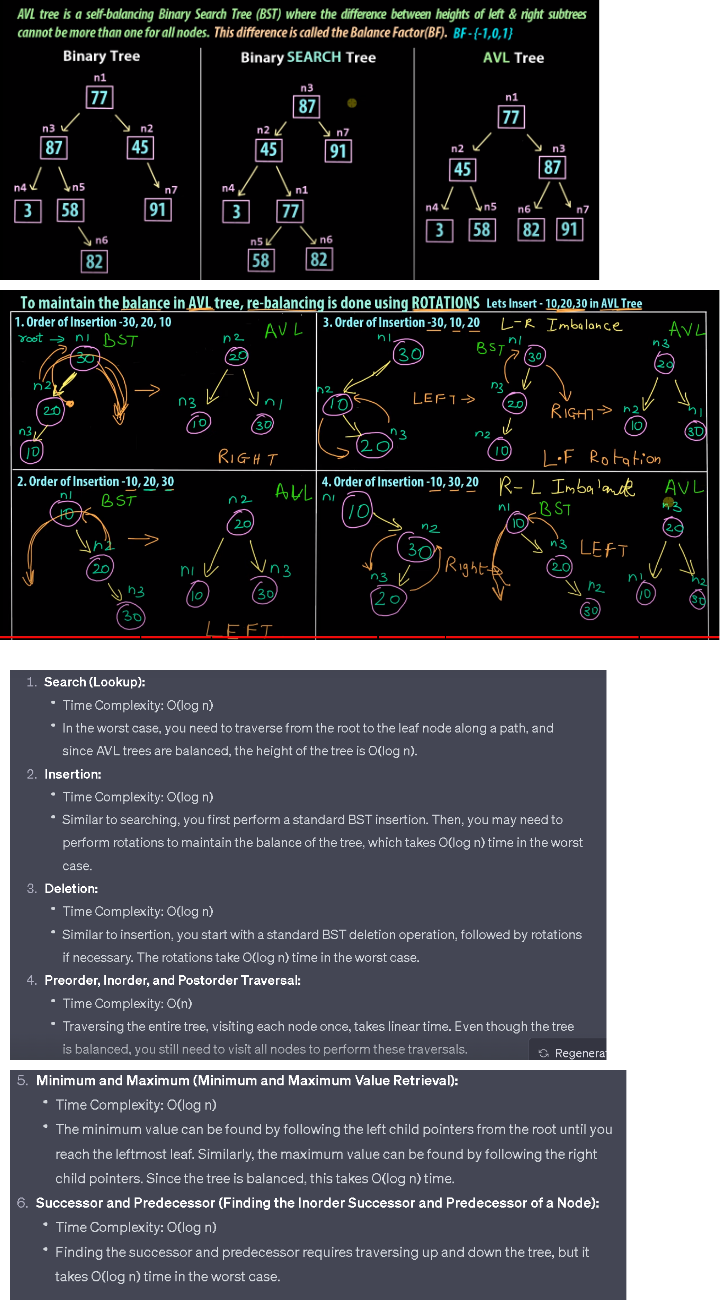 AVL tree is a self-balancing Binary Search Tree (BST) where the difference between heights of left & right subtrees
cannot be more than one for all nodes. This difference is called the Balance Factor(BF). BF - {-1,0,1}
Binary Tree
n1
77
n3
n2
87
45
n4
n5
n7
3
58
91
n6
82
Binary SEARCH Tree
n3
87
n2
n7
45
91
n4
n1
3
77
n5
n6
58
82
AVL Tree
n1
77
n2
n3
45
87
n4
n5
n6
n7
3
58
82
91
To maintain the balance in AVL tree, re-balancing is done using ROTATIONS Lets Insert - 10,20,30 in AVL Tree
1. Order of Insertion -30, 20, 10
root → n1 BST
30
n2
20
n3
10
n2
AVL
20
n3
n1
10
30
RIGHT
3. Order of Insertion -30, 10, 20
L-R Imbalance
n1
30
n2
10
n3
20
LEFT →
BST
n1
30
n3
20
n2
10
RIGHT →
AVL
n3
20
n2
n1
10
30
L.F Rotation
2. Order of Insertion -10, 20, 30
n1
BST
10
n2
20
n3
30
n2
AVL
20
n1
n3
10
30
LEFT
4. Order of Insertion -10, 30, 20
R-L Imbalance
n1
10
n2
30
n3
20
Right
n1
BST
10
n3
20
n2
30
LEFT
AVL
n3
20
n1
n2
10
30
1. Search (Lookup):
• Time Complexity: O(log n)
• In the worst case, you need to traverse from the root to the leaf node along a path, and
since AVL trees are balanced, the height of the tree is O(log n).
2. Insertion:
• Time Complexity: O(log n)
• Similar to searching, you first perform a standard BST insertion. Then, you may need to
perform rotations to maintain the balance of the tree, which takes O(log n) time in the worst
case.
3. Deletion:
• Time Complexity: O(log n)
• Similar to insertion, you start with a standard BST deletion operation, followed by rotations
if necessary. The rotations take O(log n) time in the worst case.
4. Preorder, Inorder, and Postorder Traversal:
• Time Complexity: O(n)
• Traversing the entire tree, visiting each node once, takes linear time. Even though the tree
is balanced, you still need to visit all nodes to perform these traversals.
Regenera
5. Minimum and Maximum (Minimum and Maximum Value Retrieval):
• Time Complexity: O(log n)
• The minimum value can be found by following the left child pointers from the root until you
reach the leftmost leaf. Similarly, the maximum value can be found by following the right
child pointers. Since the tree is balanced, this takes O(log n) time.
6. Successor and Predecessor (Finding the Inorder Successor and Predecessor of a Node):
• Time Complexity: O(log n)
• Finding the successor and predecessor requires traversing up and down the tree, but it
takes O(log n) time in the worst case.